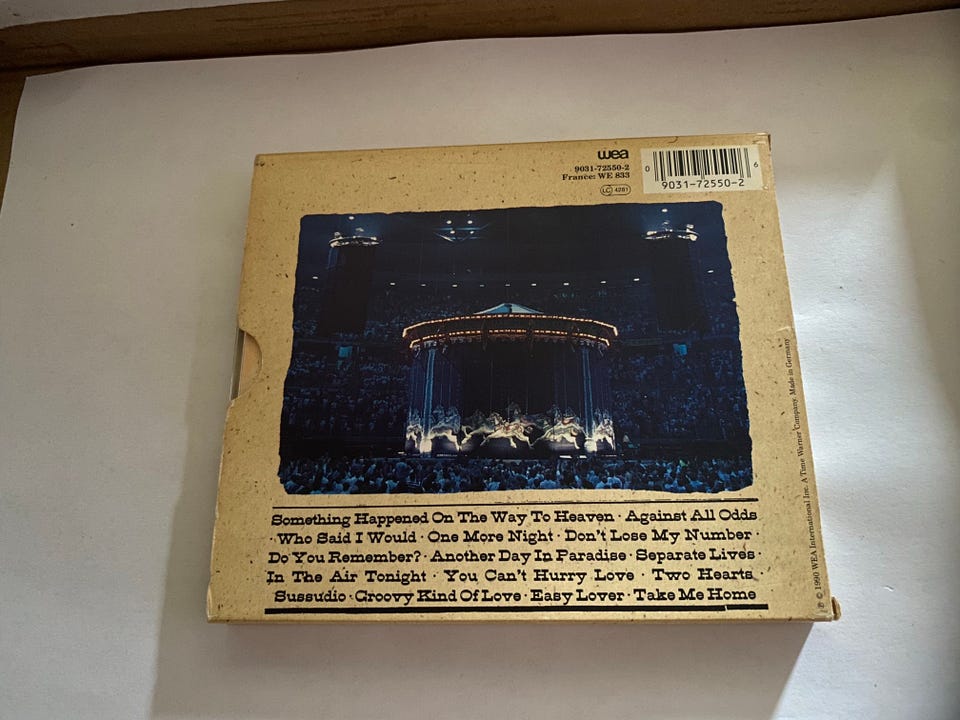 wea
9031-72550-2
France: WE 833
LC 4281
0 6
9031-72550-2
Something Happened On The Way To Heaven · Against All Odds
· Who Said I Would · One More Night · Don't Lose My Number ·
Do You Remember? · Another Day In Paradise · Separate Lives ·
In The Air Tonight · You Can't Hurry Love · Two Hearts
Sussudio · Groovy Kind Of Love · Easy Lover · Take Me Home
℗ © 1990 WEA International Inc. A Time Warner Company. Made in Germany